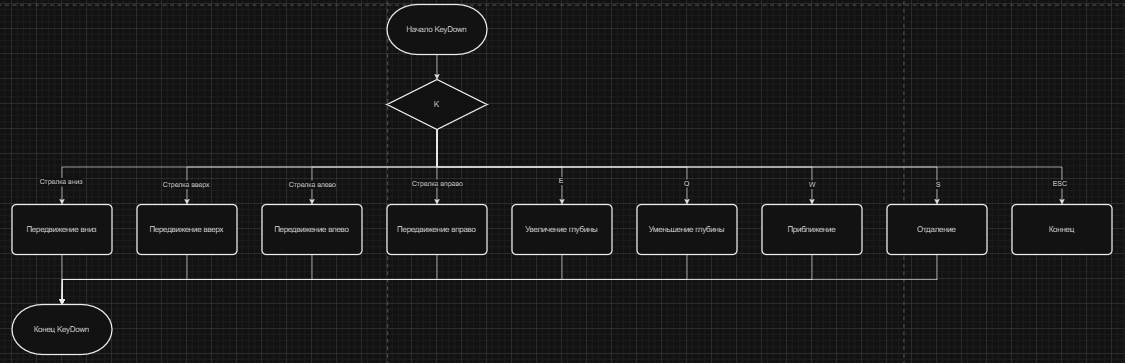 Начало KeyDown
K
Стрелка вниз
Стрелка вверх
Стрелка влево
Стрелка вправо
E
Q
W
S
ESC
Передвижение вниз
Передвижение вверх
Передвижение влево
Передвижение вправо
Увеличение глубины
Уменьшение глубины
Приближение
Отдаление
Коннец
Конец KeyDown